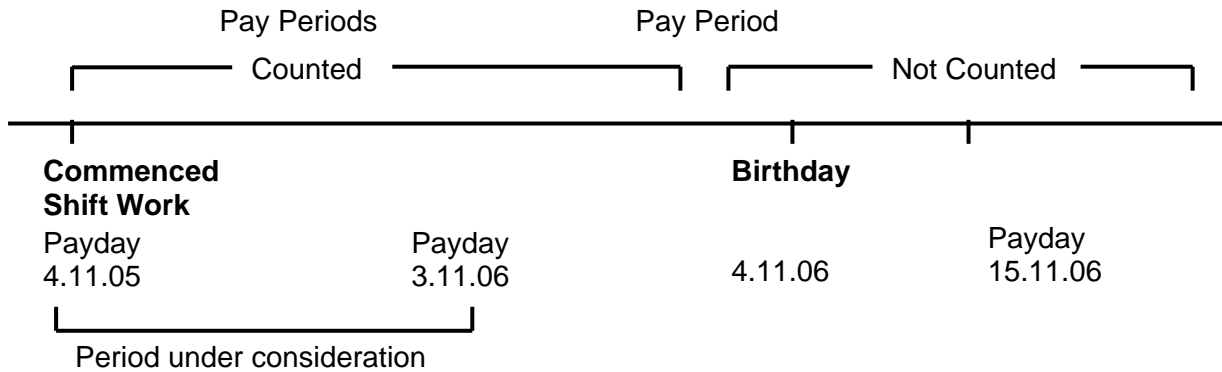 Pay Periods Pay Period
Counted Not Counted
Commenced Birthday
Shift Work
Payday Payday Payday
4.11.05 3.11.06 4.11.06 15.11.06
Period under consideration